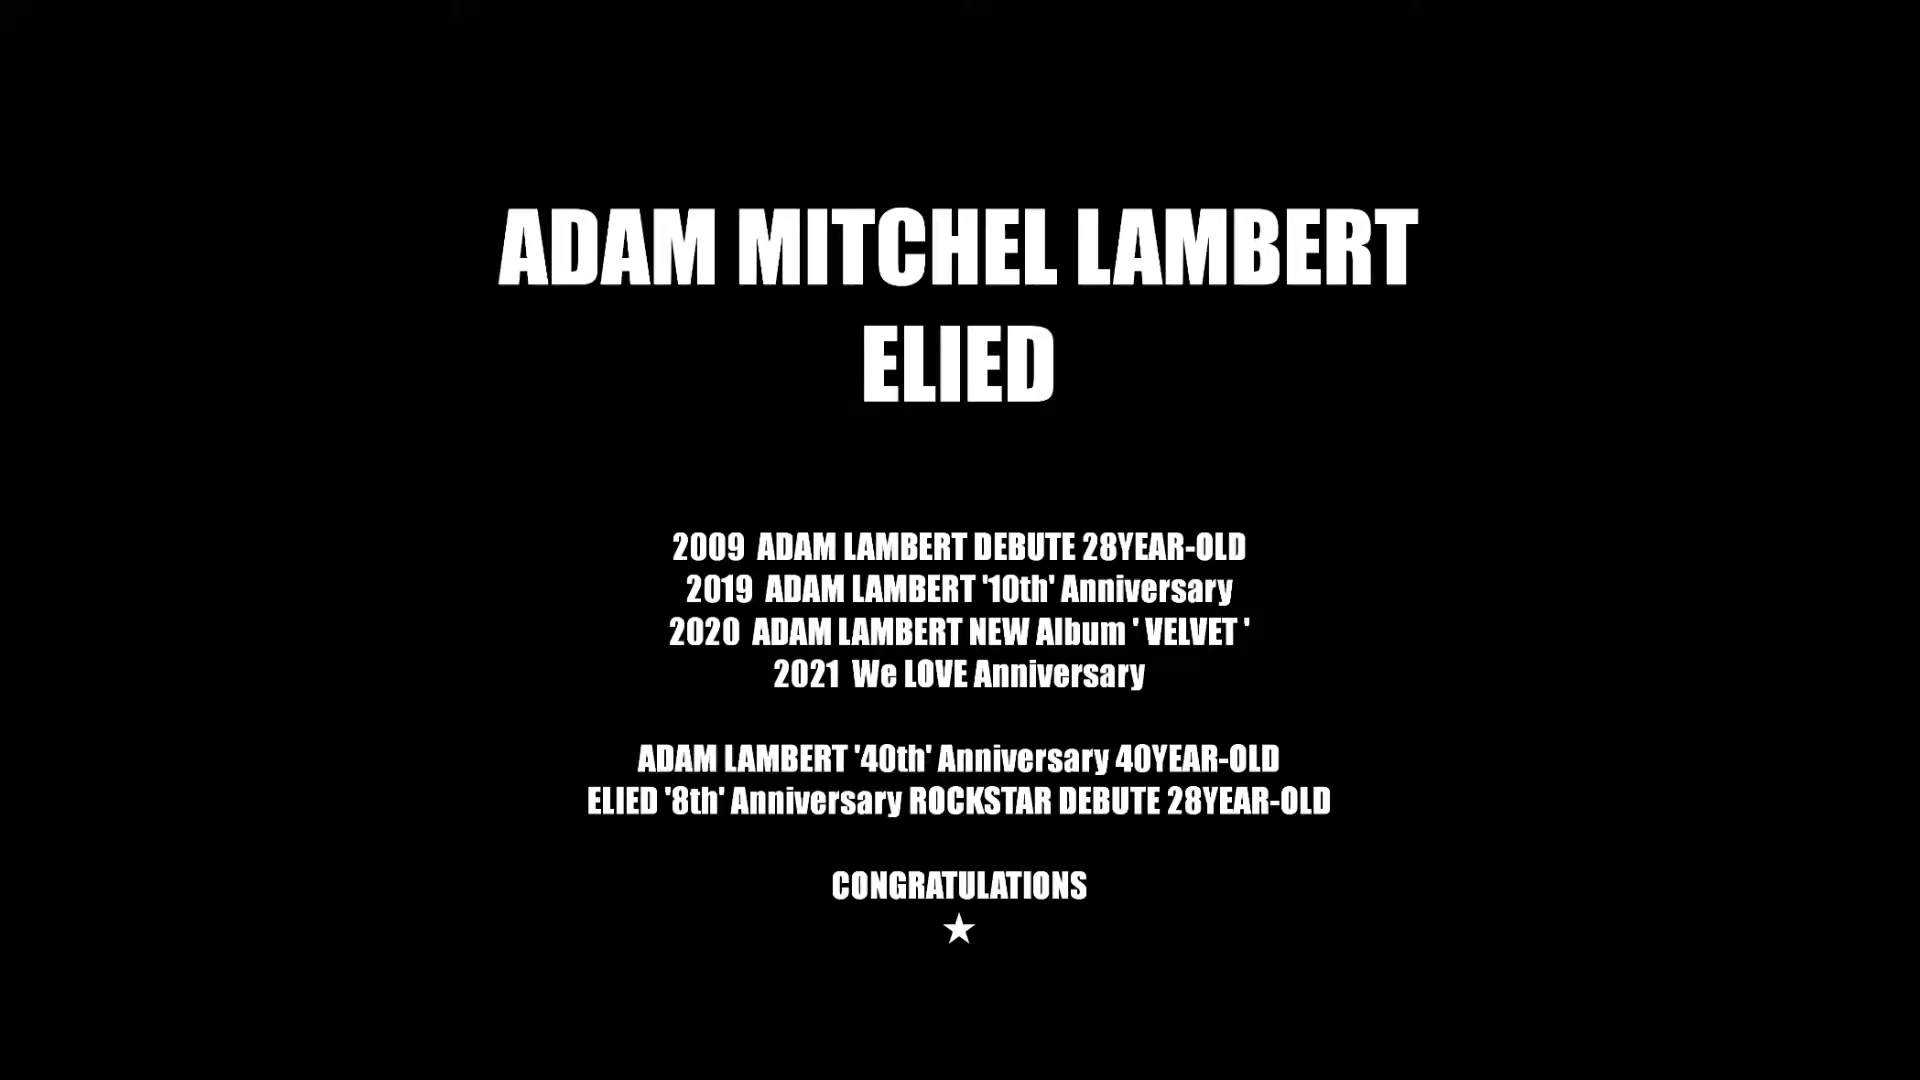 ADAM MITCHEL LAMBERT
ELIED
2009 ADAM LAMBERT DEBUTE 28YEAR-OLD
2019 ADAM LAMBERT '10th' Anniversary
2020 ADAM LAMBERT NEW Album ' VELVET '
2021 We LOVE Anniversary
ADAM LAMBERT '40th' Anniversary 40YEAR-OLD
ELIED '8th' Anniversary ROCKSTAR DEBUTE 28YEAR-OLD
CONGRATULATIONS
★